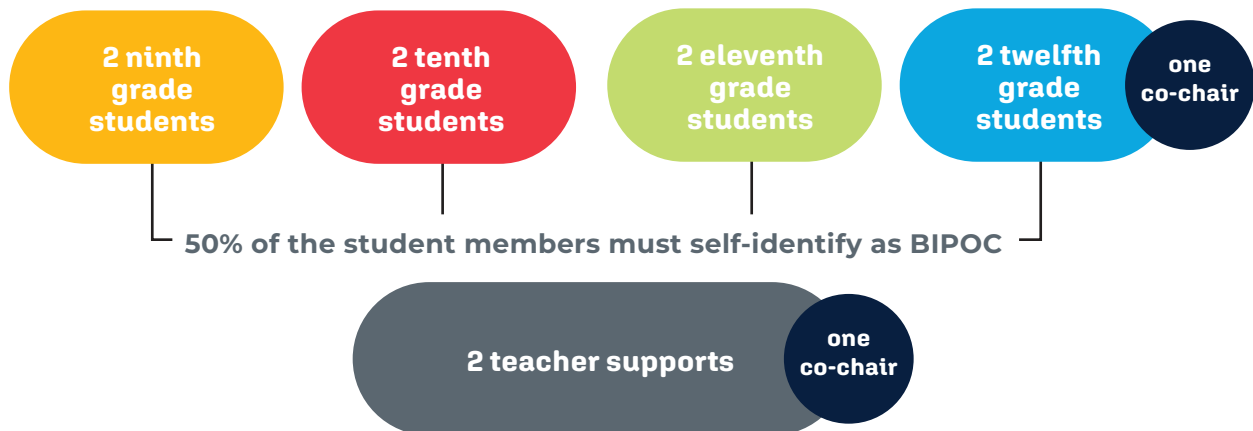 2 ninth
grade
students
2 tenth
grade
students
2 eleventh
grade
students
2 twelfth
grade
students
one
co-chair
50% of the student members must self-identify as BIPOC
2 teacher supports
one
co-chair